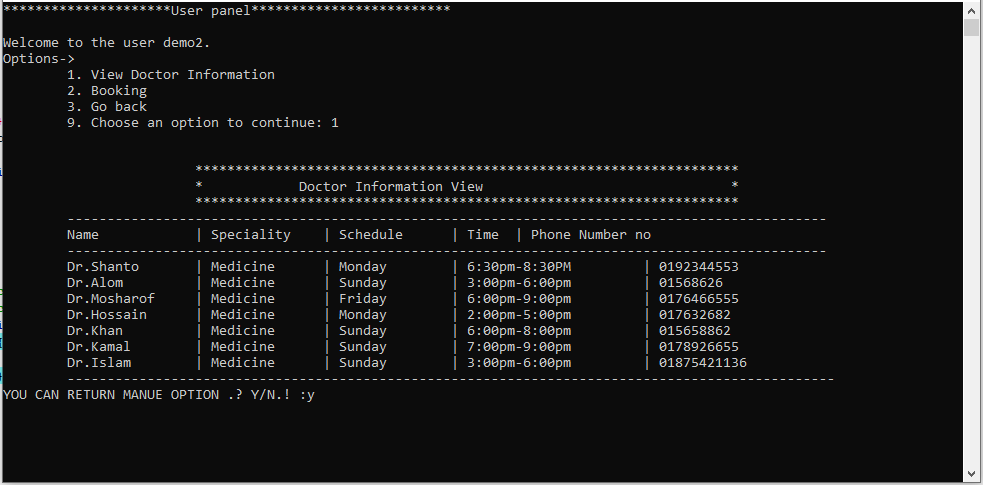 *********************User panel*************************
Welcome to the user demo2.
Options->
1. View Doctor Information
2. Booking
3. Go back
9. Choose an option to continue: 1
********************************************************************
* Doctor Information View *
********************************************************************
-----------------------------------------------------------------------------------------------
Name | Speciality | Schedule | Time | Phone Number no
-----------------------------------------------------------------------------------------------
Dr.Shanto | Medicine | Monday | 6:30pm-8:30PM | 0192344553
Dr.Alom | Medicine | Sunday | 3:00pm-6:00pm | 01568626
Dr.Mosharof | Medicine | Friday | 6:00pm-9:00pm | 0176466555
Dr.Hossain | Medicine | Monday | 2:00pm-5:00pm | 017632682
Dr.Khan | Medicine | Sunday | 6:00pm-8:00pm | 015658862
Dr.Kamal | Medicine | Sunday | 7:00pm-9:00pm | 0178926655
Dr.Islam | Medicine | Sunday | 3:00pm-6:00pm | 01875421136
------------------------------------------------------------------------------------------------
YOU CAN RETURN MANUE OPTION .? Y/N.! :y